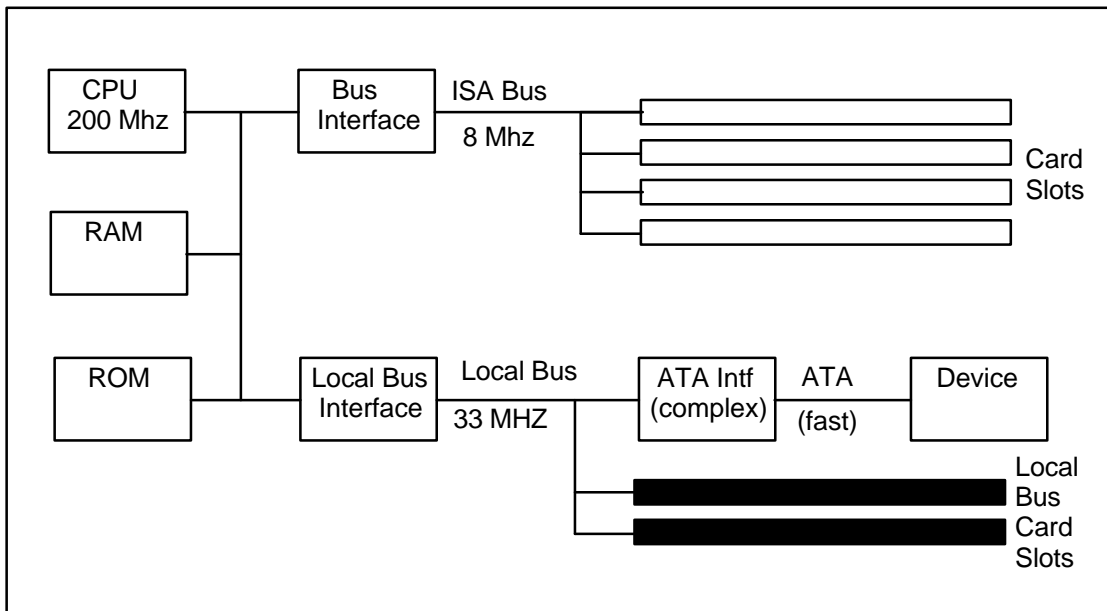 CPU
200 Mhz
Bus
Interface
ISA Bus
8 Mhz
Card
Slots
RAM
ROM
Local Bus
Interface
Local Bus
33 MHZ
ATA Intf
(complex)
ATA
(fast)
Device
Local
Bus
Card
Slots